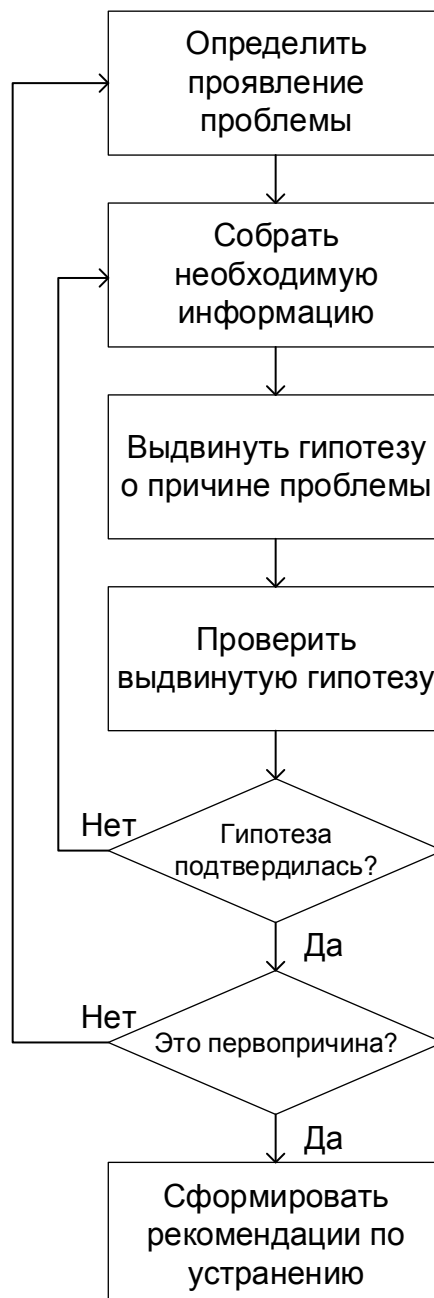 Определить
проявление
проблемы
Собрать
необходимую
информацию
Выдвинуть гипотезу
о причине проблемы
Проверить
выдвинутую гипотезу
Нет
Гипотеза
подтвердилась?
Да
Нет
Это первопричина?
Да
Сформировать
рекомендации по
устранению